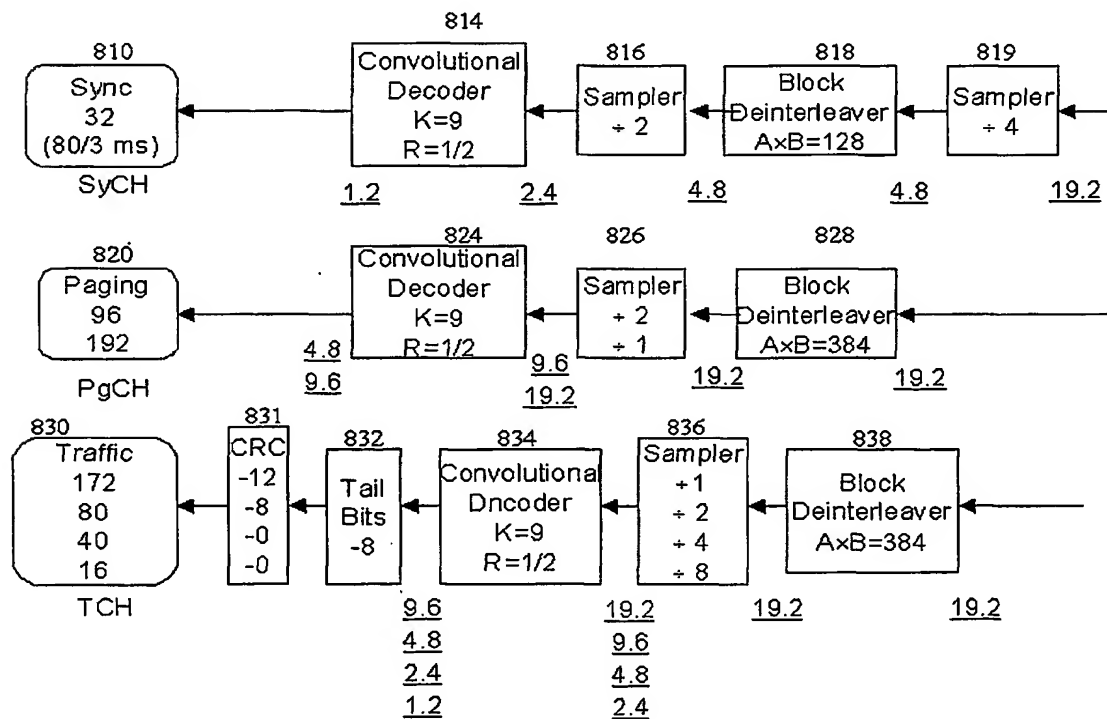 810
Sync
32
(80/3 ms)
SyCH
814
Convolutional
Decoder
K=9
R=1/2
816
Sampler
÷ 2
818
Block
Deinterleaver
AxB=128
819
Sampler
÷ 4
1.2
2.4
4.8
4.8
19.2
820
Paging
96
192
PgCH
824
Convolutional
Decoder
K=9
R=1/2
826
Sampler
÷ 2
÷ 1
828
Block
Deinterleaver
AxB=384
4.8
9.6
9.6
19.2
19.2
19.2
830
Traffic
172
80
40
16
TCH
831
CRC
-12
-8
-0
-0
832
Tail
Bits
-8
834
Convolutional
Dncoder
K=9
R=1/2
836
Sampler
÷1
÷ 2
÷ 4
÷ 8
838
Block
Deinterleaver
AxB=384
9.6
4.8
2.4
1.2
19.2
9.6
4.8
2.4
19.2
19.2